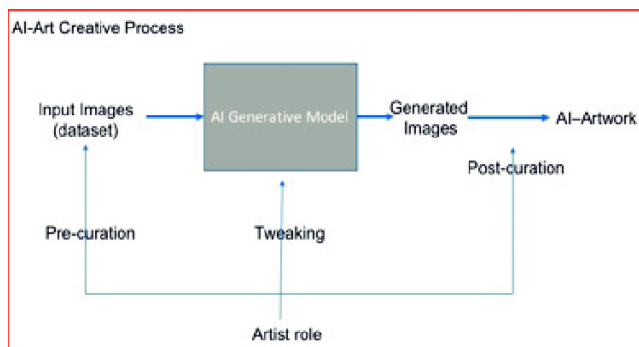 AI-Art Creative Process
Input Images
(dataset)
AI Generative Model
Generated
Images
AI–Artwork
Post-curation
Pre-curation
Tweaking
Artist role